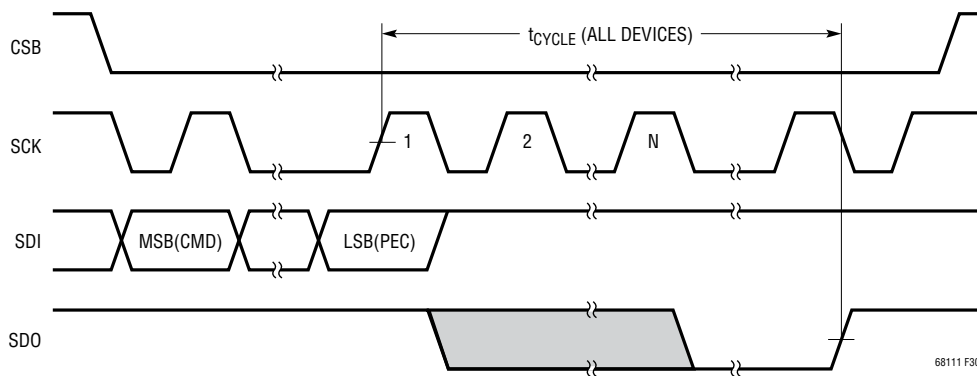 tCYCLE (ALL DEVICES)
CSB
SCK
1
2
N
SDI
MSB(CMD)
LSB(PEC)
SDO
68111 F30